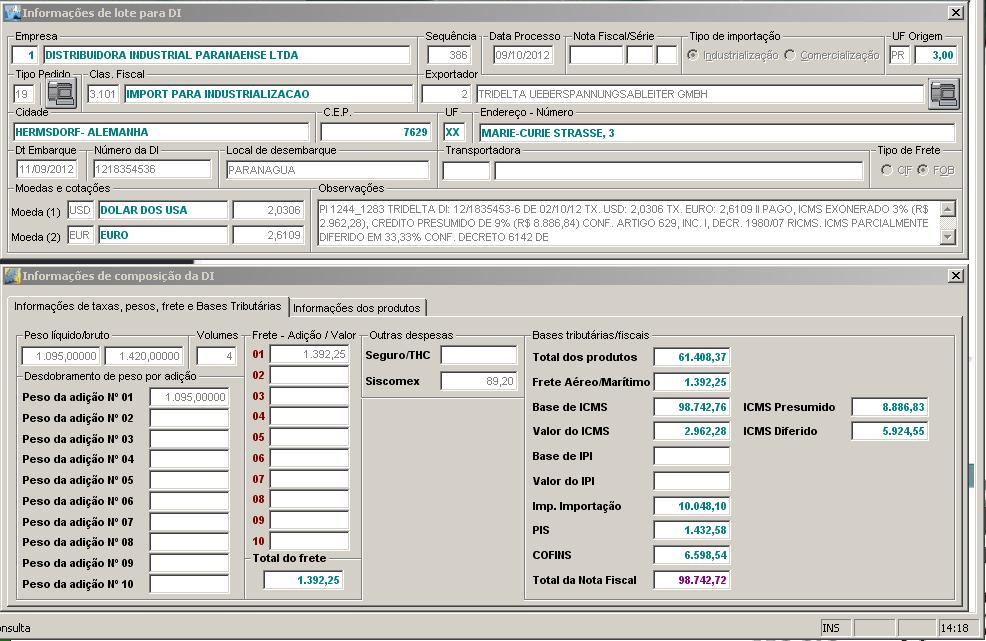 Informações de lote para DI
Empresa Sequência Data Processo Nota Fiscal/Série Tipo de importação UF Origem
1 DISTRIBUIDORA INDUSTRIAL PARANAENSE LTDA 386 09/10/2012 Industrialização Comercialização PR 3,00
Tipo Pedido Clas. Fiscal Exportador
19 3.101 IMPORT PARA INDUSTRIALIZACAO 2 TRIDELTA UEBERSPANNUNGSABLEITER GMBH
Cidade C.E.P. UF Endereço - Número
HERMSDORF- ALEMANHA 7629 XX MARIE-CURIE STRASSE, 3
Dt Embarque Número da DI Local de desembarque Transportadora Tipo de Frete
11/09/2012 1218354536 PARANAGUA CIF FOB
Moedas e cotações Observações
Moeda (1) USD DOLAR DOS USA 2,0306
Moeda (2) EUR EURO 2,6109
PI 1244_1283 TRIDELTA DI: 12/1835453-6 DE 02/10/12 TX. USD: 2,0306 TX. EURO: 2,6109 II PAGO, ICMS EXONERADO 3% (R$
2.962,28), CREDITO PRESUMIDO DE 9% (R$ 8.886,84) CONF. ARTIGO 629, INC. I, DECR. 1980/07 RICMS. ICMS PARCIALMENTE
DIFERIDO EM 33,33% CONF. DECRETO 6142 DE
Informações de composição da DI
Informações de taxas, pesos, frete e Bases Tributárias Informações dos produtos
Peso líquido/bruto Volumes Frete - Adição / Valor Outras despesas Bases tributárias/fiscais
1.095,00000 1.420,00000 4 01 1.392,25 Seguro/THC Total dos produtos 61.408,37
Desdobramento de peso por adição 02 Siscomex 89,20 Frete Aéreo/Marítimo 1.392,25
Peso da adição Nº 01 1.095,00000 03 Base de ICMS 98.742,76 ICMS Presumido 8.886,83
Peso da adição Nº 02 04 Valor do ICMS 2.962,28 ICMS Diferido 5.924,55
Peso da adição Nº 03 05 Base de IPI
Peso da adição Nº 04 06
Peso da adição Nº 05 07 Valor do IPI
Peso da adição Nº 06 08 Imp. Importação 10.048,10
Peso da adição Nº 07 09 PIS 1.432,58
Peso da adição Nº 08 10 COFINS 6.598,54
Peso da adição Nº 09 Total do frete
Peso da adição Nº 10 1.392,25 Total da Nota Fiscal 98.742,72
onsulta INS 14:18